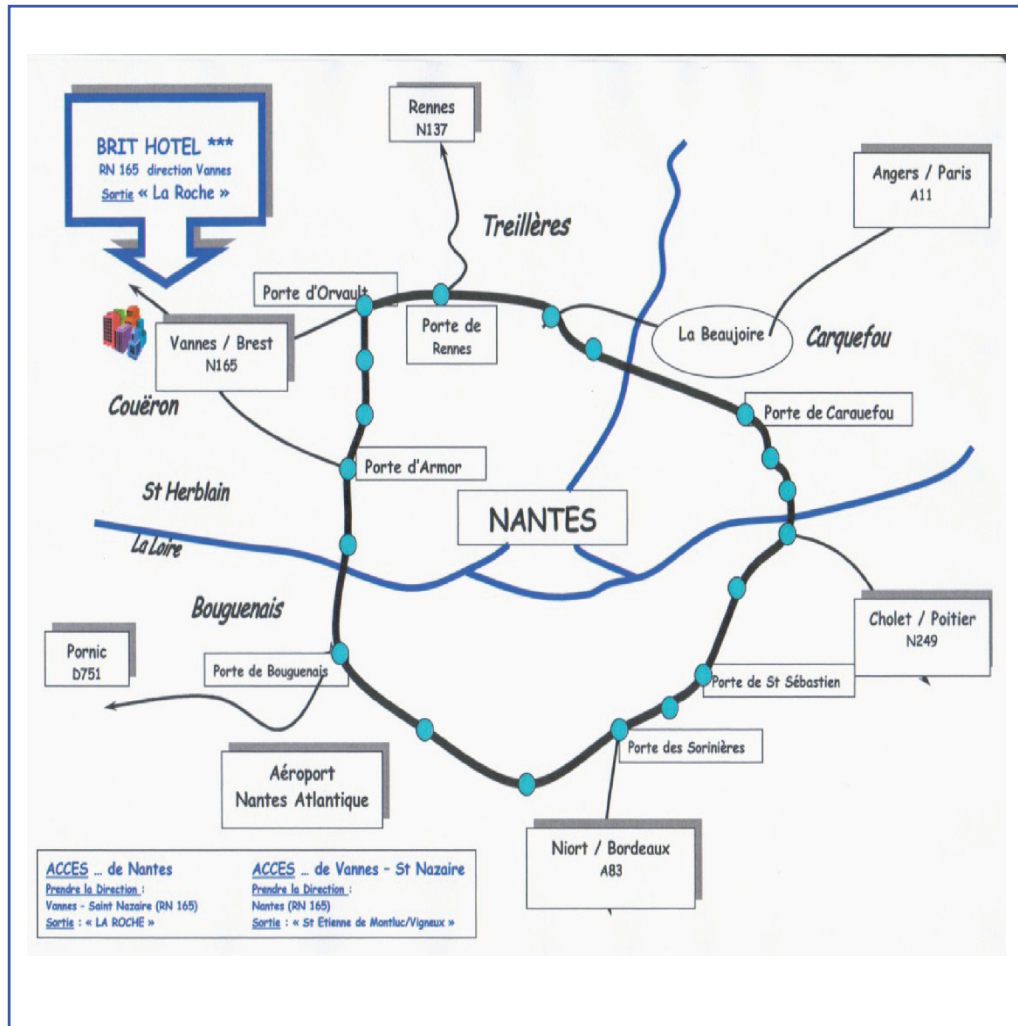 BRIT HOTEL ***
RN 165 direction Vannes
Sortie « La Roche »
Rennes
N137
Angers / Paris
A11
Treillères
Porte d'Orvault
Porte de
Rennes
La Beaujoire
Carquefou
Vannes / Brest
N165
Couëron
Porte de Carquefou
Porte d'Armor
St Herblain
NANTES
La Loire
Bouguenais
Cholet / Poitier
N249
Pornic
D751
Porte de Bouguenais
Porte de St Sébastien
Porte des Sorinières
Aéroport
Nantes Atlantique
Niort / Bordeaux
A83
ACCES ... de Nantes
Prendre la Direction :
Vannes - Saint Nazaire (RN 165)
Sortie : « LA ROCHE »
ACCES ... de Vannes - St Nazaire
Prendre la Direction :
Nantes (RN 165)
Sortie : « St Etienne de Montluc/Vigneux »